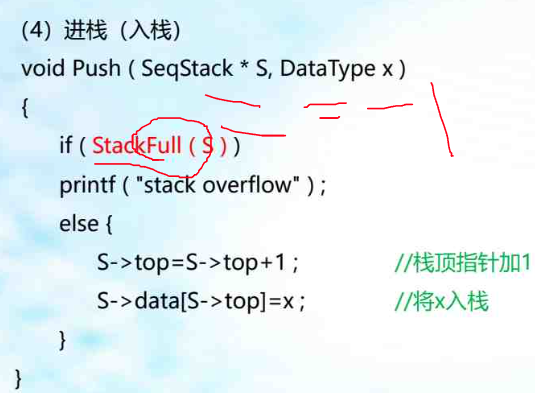 （4）进栈（入栈）
void Push ( SeqStack * S, DataType x )
{
if ( StackFull ( S ) )
printf ( "stack overflow" ) ;
else {
S->top=S->top+1 ; //栈顶指针加1
S->data[S->top]=x ; //将x入栈
}
}